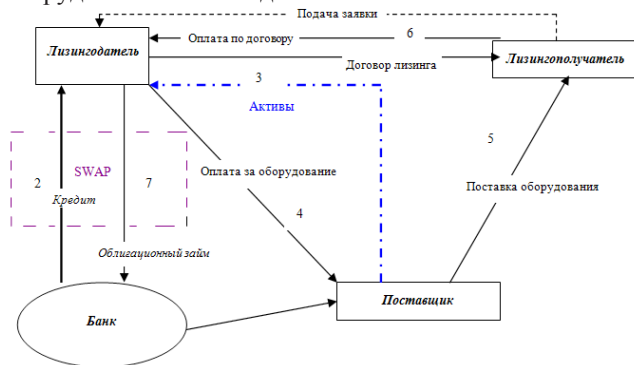 Подача заявки
Лизингодатель
Оплата по договору
6
Лизингополучатель
Договор лизинга
3
Активы
5
SWAP
2
7
Кредит
Оплата за оборудование
Поставка оборудования
4
Облигационный займ
Поставщик
Банк